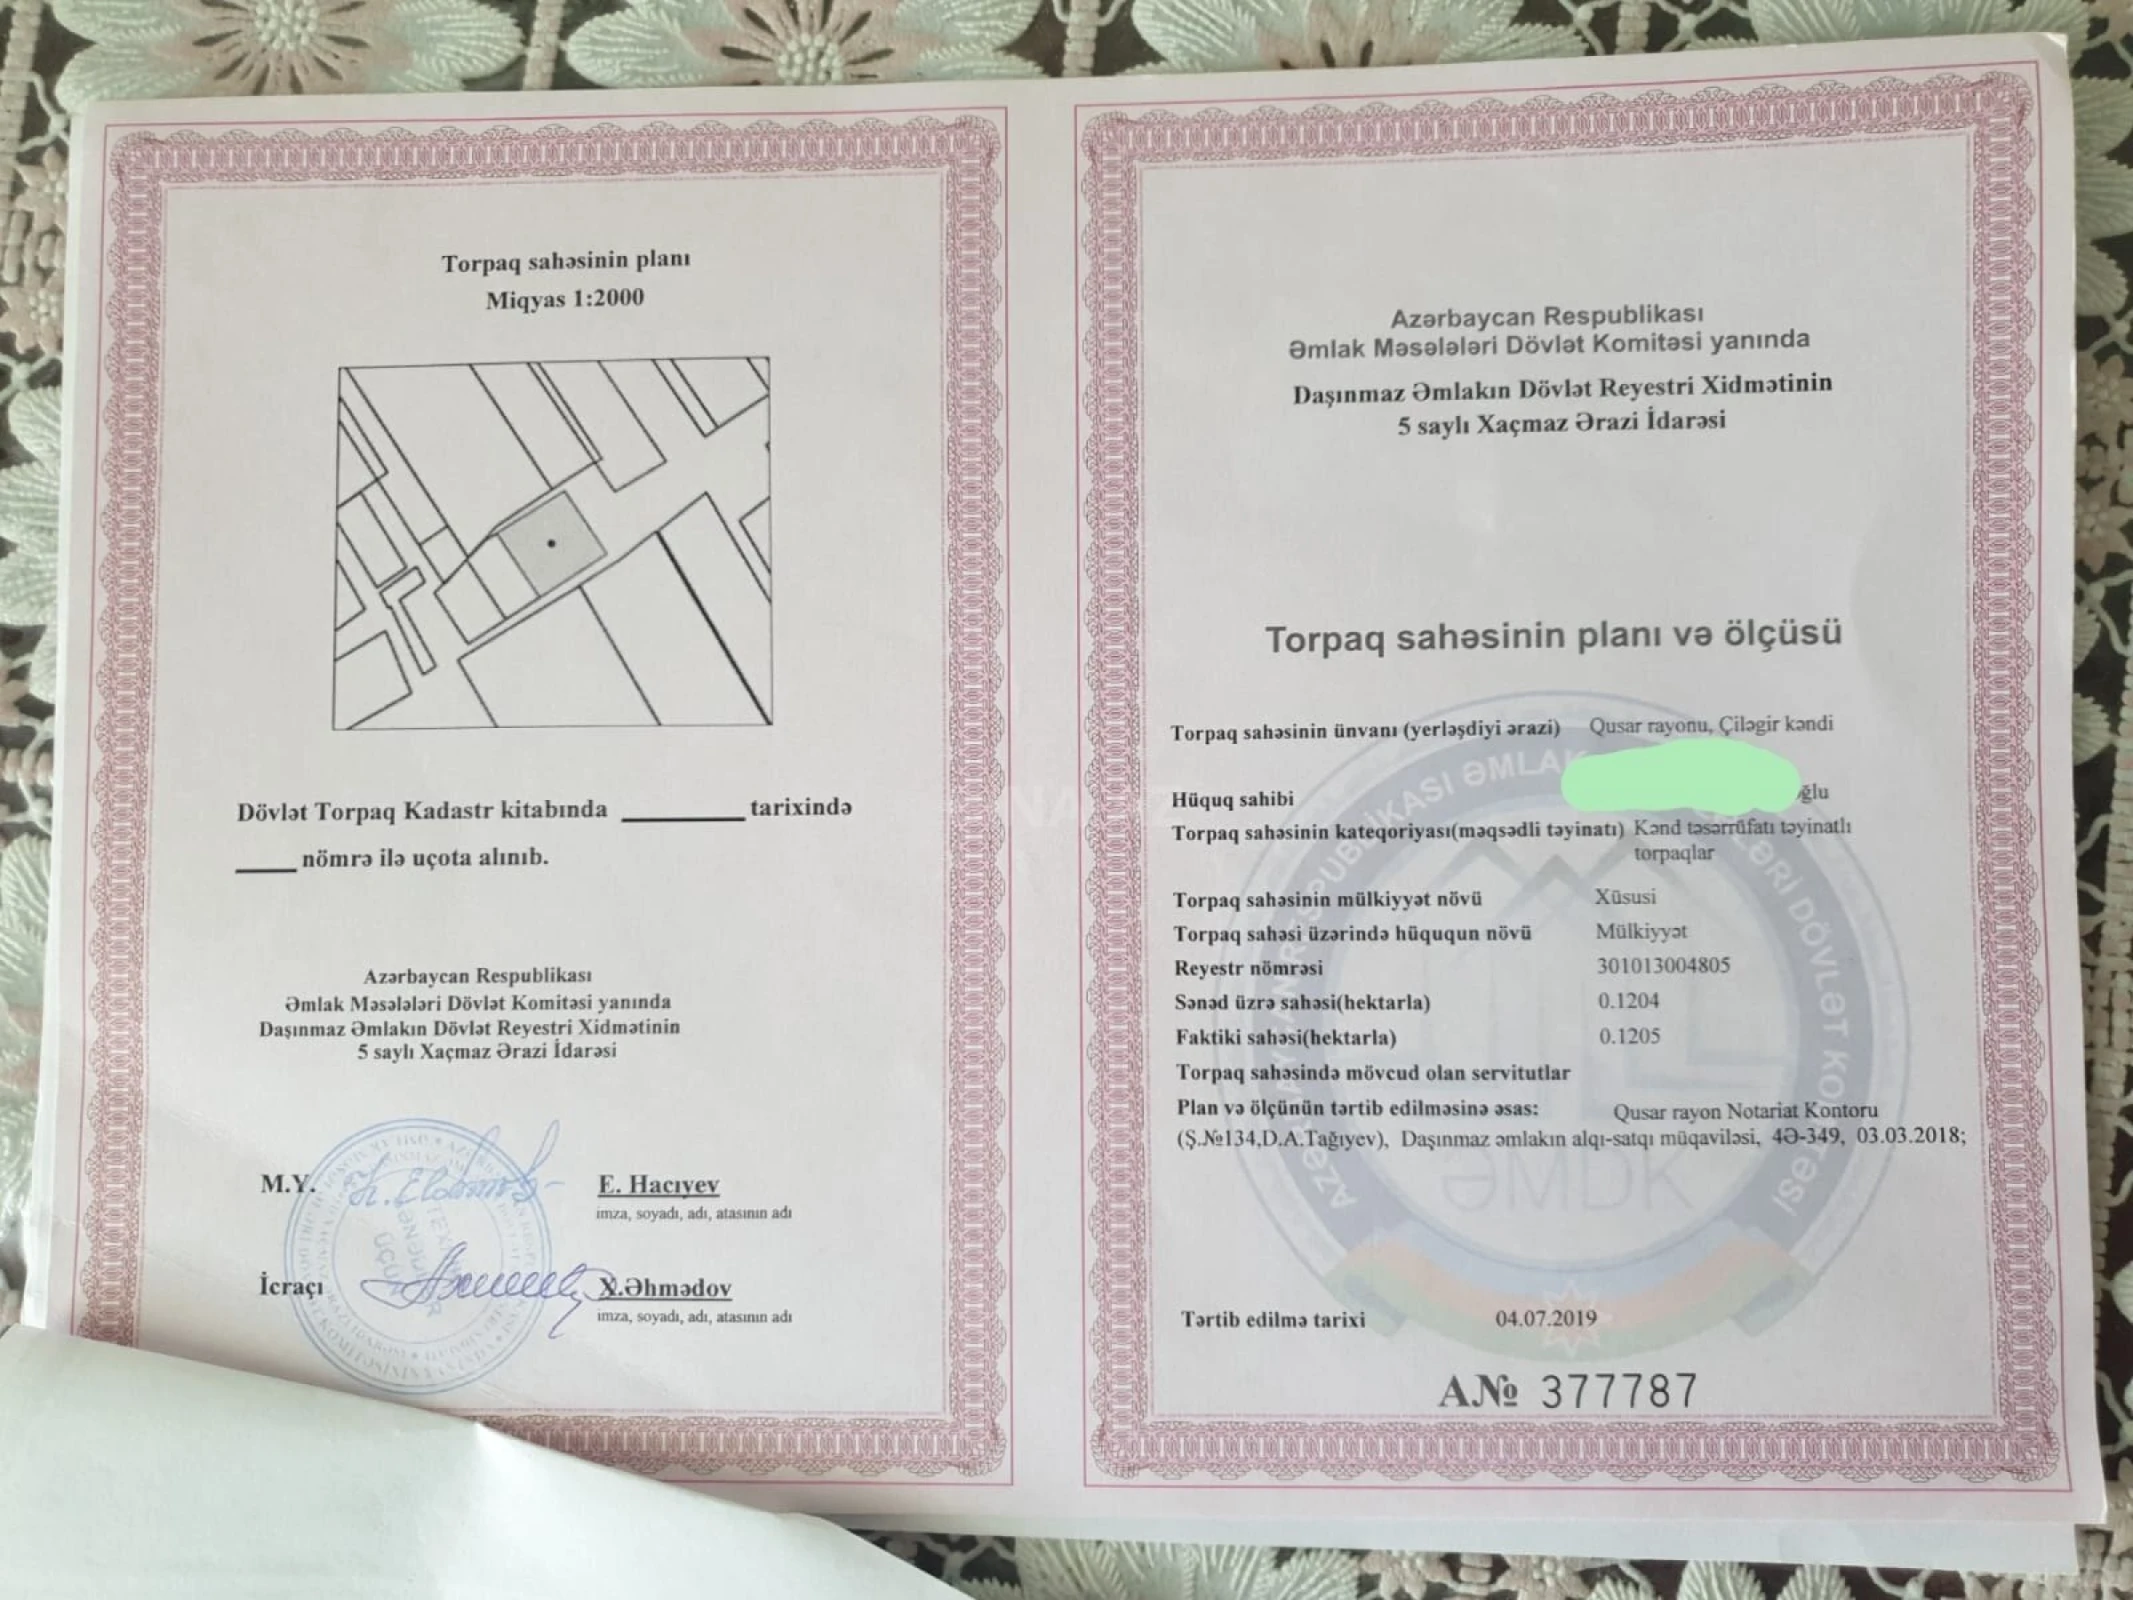 Torpaq sahəsinin planı
Miqyas 1:2000
Dövlət Torpaq Kadastr kitabında ________ tarixində
____ nömrə ilə uçota alınıb.
Azərbaycan Respublikası
Əmlak Məsələləri Dövlət Komitəsi yanında
Daşınmaz Əmlakın Dövlət Reyestri Xidmətinin
5 saylı Xaçmaz Ərazi İdarəsi
M.Y. E. Hacıyev
imza, soyadı, adı, atasının adı
İcraçı X.Əhmədov
imza, soyadı, adı, atasının adı
Azərbaycan Respublikası
Əmlak Məsələləri Dövlət Komitəsi yanında
Daşınmaz Əmlakın Dövlət Reyestri Xidmətinin
5 saylı Xaçmaz Ərazi İdarəsi
Torpaq sahəsinin planı və ölçüsü
Torpaq sahəsinin ünvanı (yerləşdiyi ərazi) Qusar rayonu, Çiləgir kəndi
Hüquq sahibi oğlu
Torpaq sahəsinin kateqoriyası(məqsədli təyinatı) Kənd təsərrüfatı təyinatlı
torpaqlar
Torpaq sahəsinin mülkiyyət növü Xüsusi
Torpaq sahəsi üzərində hüququn növü Mülkiyyət
Reyestr nömrəsi 301013004805
Sənəd üzrə sahəsi(hektarla) 0.1204
Faktiki sahəsi(hektarla) 0.1205
Torpaq sahəsində mövcud olan servitutlar
Plan və ölçünün tərtib edilməsinə əsas: Qusar rayon Notariat Kontoru
(Ş.№134,D.A.Tağıyev), Daşınmaz əmlakın alqı-satqı müqaviləsi, 4Ə-349, 03.03.2018;
ƏMDK
Tərtib edilmə tarixi 04.07.2019
A№ 377787